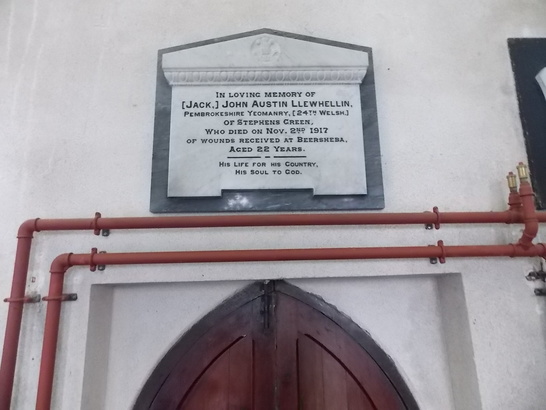 IN LOVING MEMORY OF
[JACK,] JOHN AUSTIN LLEWHELLIN,
PEMBROKESHIRE YEOMANRY, [24TH WELSH,]
OF STEPHENS GREEN,
WHO DIED ON NOV. 2ND 1917
OF WOUNDS RECEIVED AT BEERSHEBA,
AGED 22 YEARS.
HIS LIFE FOR HIS COUNTRY,
HIS SOUL TO GOD.